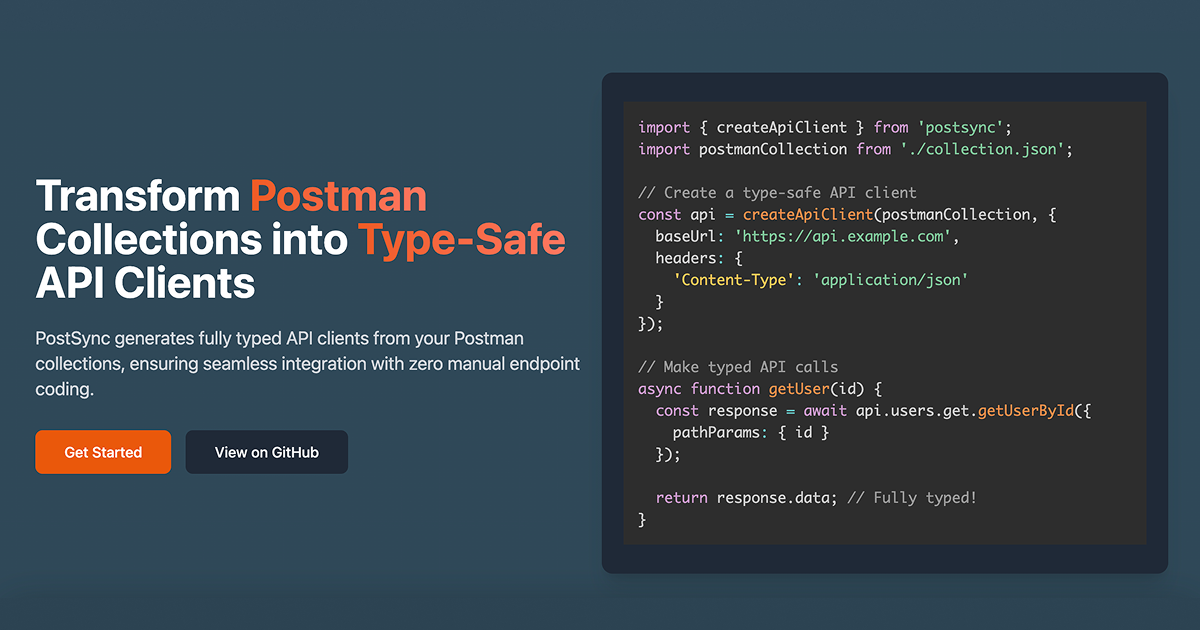 Transform Postman
Collections into Type-Safe
API Clients
PostSync generates fully typed API clients from your Postman
collections, ensuring seamless integration with zero manual endpoint
coding.
Get Started
View on GitHub
import { createApiClient } from 'postsync';
import postmanCollection from './collection.json';

// Create a type-safe API client
const api = createApiClient(postmanCollection, {
  baseUrl: 'https://api.example.com',
  headers: {
    'Content-Type': 'application/json'
  }
});

// Make typed API calls
async function getUser(id) {
  const response = await api.users.get.getUserById({
    pathParams: { id }
  });

  return response.data; // Fully typed!
}